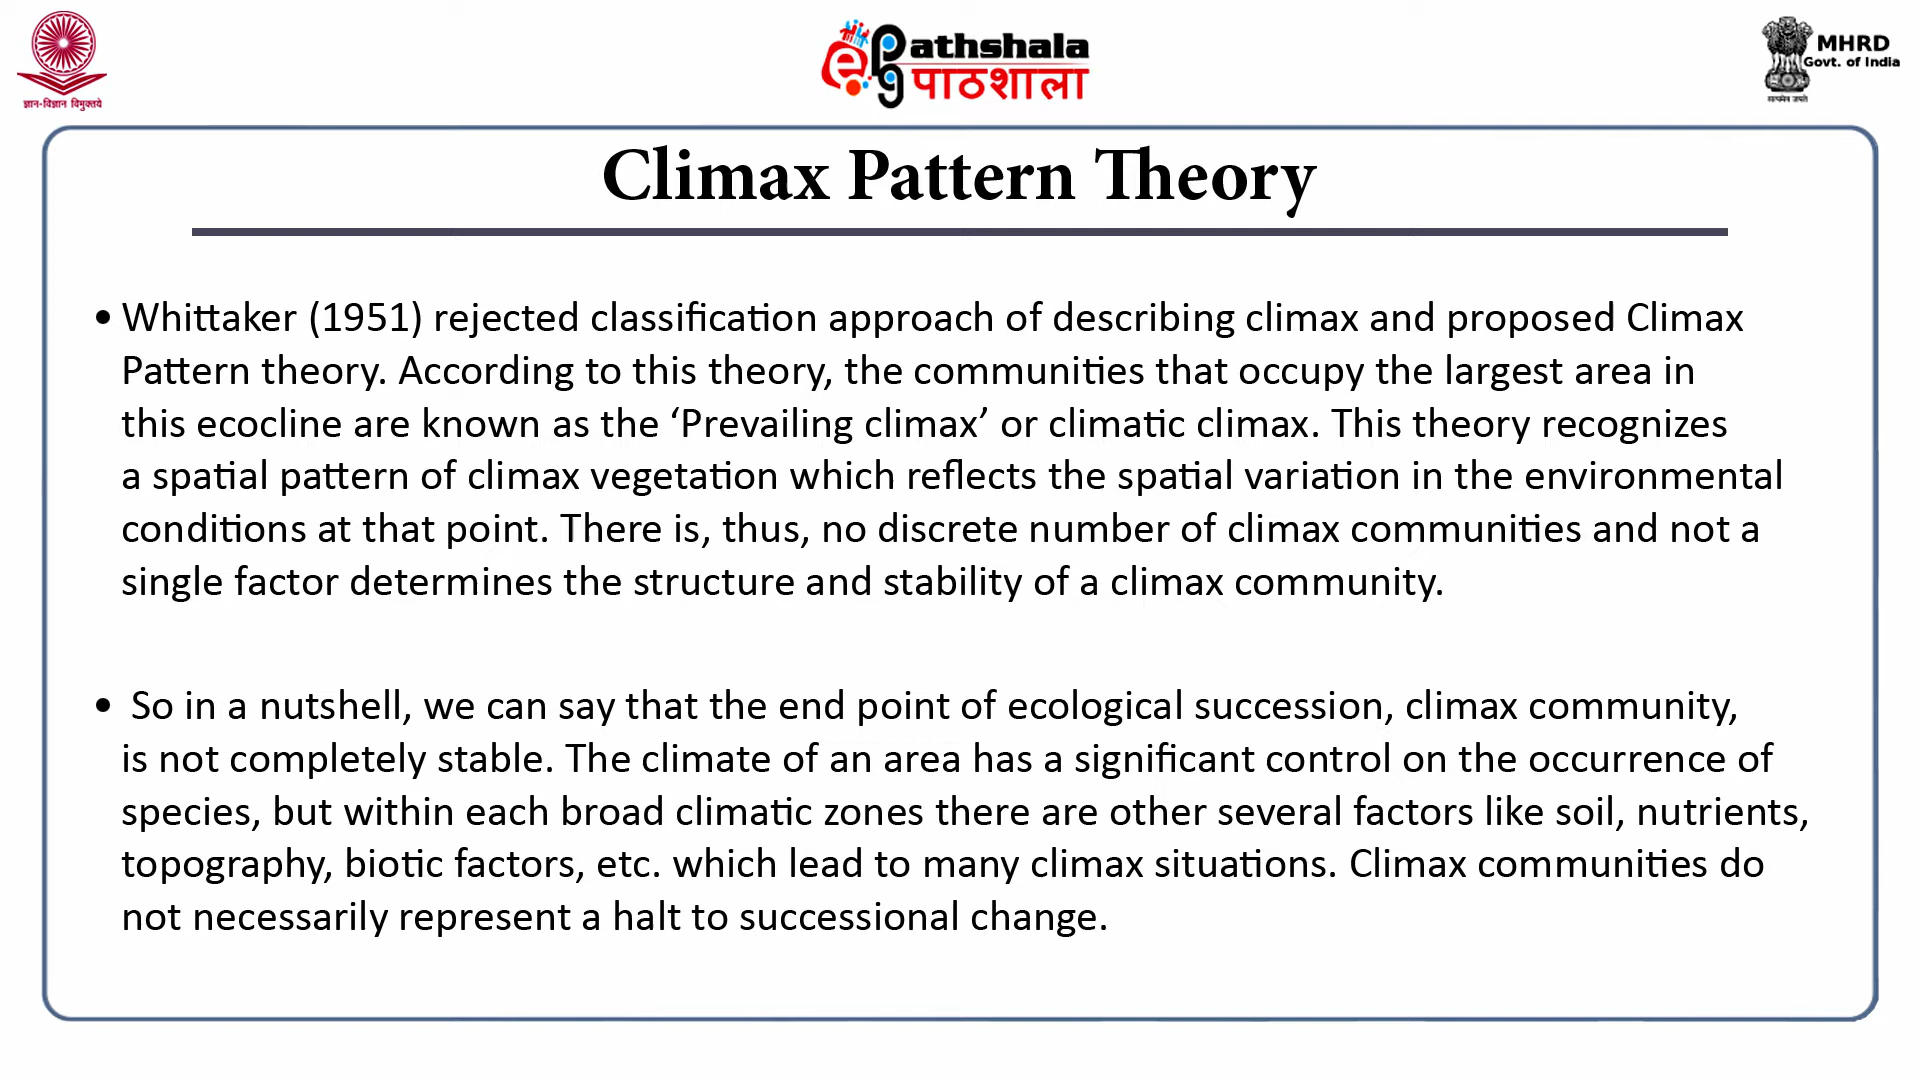 ज्ञान-विज्ञान विमुक्तये
ePG Pathshala
पाठशाला
सत्यमेव जयते
MHRD
Govt. of India
Climax Pattern Theory
• Whittaker (1951) rejected classification approach of describing climax and proposed Climax
Pattern theory. According to this theory, the communities that occupy the largest area in
this ecocline are known as the ‘Prevailing climax’ or climatic climax. This theory recognizes
a spatial pattern of climax vegetation which reflects the spatial variation in the environmental
conditions at that point. There is, thus, no discrete number of climax communities and not a
single factor determines the structure and stability of a climax community.
• So in a nutshell, we can say that the end point of ecological succession, climax community,
is not completely stable. The climate of an area has a significant control on the occurrence of
species, but within each broad climatic zones there are other several factors like soil, nutrients,
topography, biotic factors, etc. which lead to many climax situations. Climax communities do
not necessarily represent a halt to successional change.